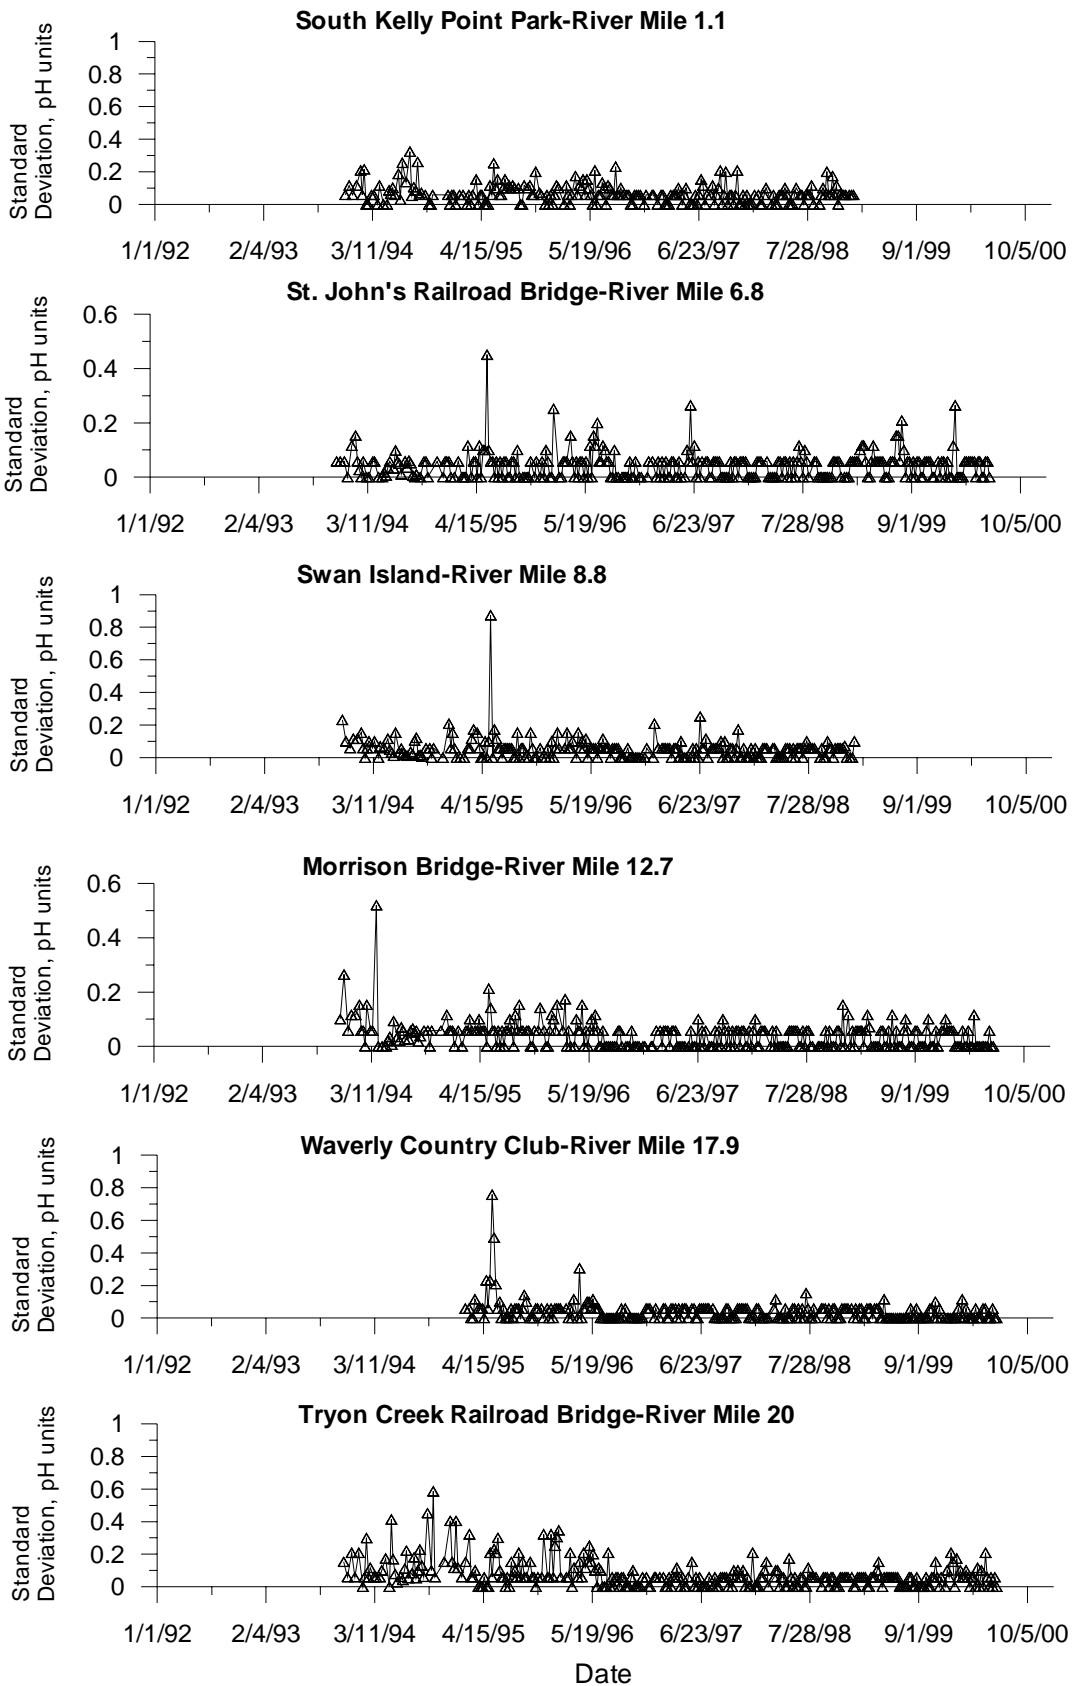 South Kelly Point Park-River Mile 1.1
Standard
Deviation, pH units
1
0.8
0.6
0.4
0.2
0
1/1/92 2/4/93 3/11/94 4/15/95 5/19/96 6/23/97 7/28/98 9/1/99 10/5/00
St. John's Railroad Bridge-River Mile 6.8
Standard
Deviation, pH units
0.6
0.4
0.2
0
1/1/92 2/4/93 3/11/94 4/15/95 5/19/96 6/23/97 7/28/98 9/1/99 10/5/00
Swan Island-River Mile 8.8
Standard
Deviation, pH units
1
0.8
0.6
0.4
0.2
0
1/1/92 2/4/93 3/11/94 4/15/95 5/19/96 6/23/97 7/28/98 9/1/99 10/5/00
Morrison Bridge-River Mile 12.7
Standard
Deviation, pH units
0.6
0.4
0.2
0
1/1/92 2/4/93 3/11/94 4/15/95 5/19/96 6/23/97 7/28/98 9/1/99 10/5/00
Waverly Country Club-River Mile 17.9
Standard
Deviation, pH units
1
0.8
0.6
0.4
0.2
0
1/1/92 2/4/93 3/11/94 4/15/95 5/19/96 6/23/97 7/28/98 9/1/99 10/5/00
Tryon Creek Railroad Bridge-River Mile 20
Standard
Deviation, pH units
1
0.8
0.6
0.4
0.2
0
1/1/92 2/4/93 3/11/94 4/15/95 5/19/96 6/23/97 7/28/98 9/1/99 10/5/00
Date